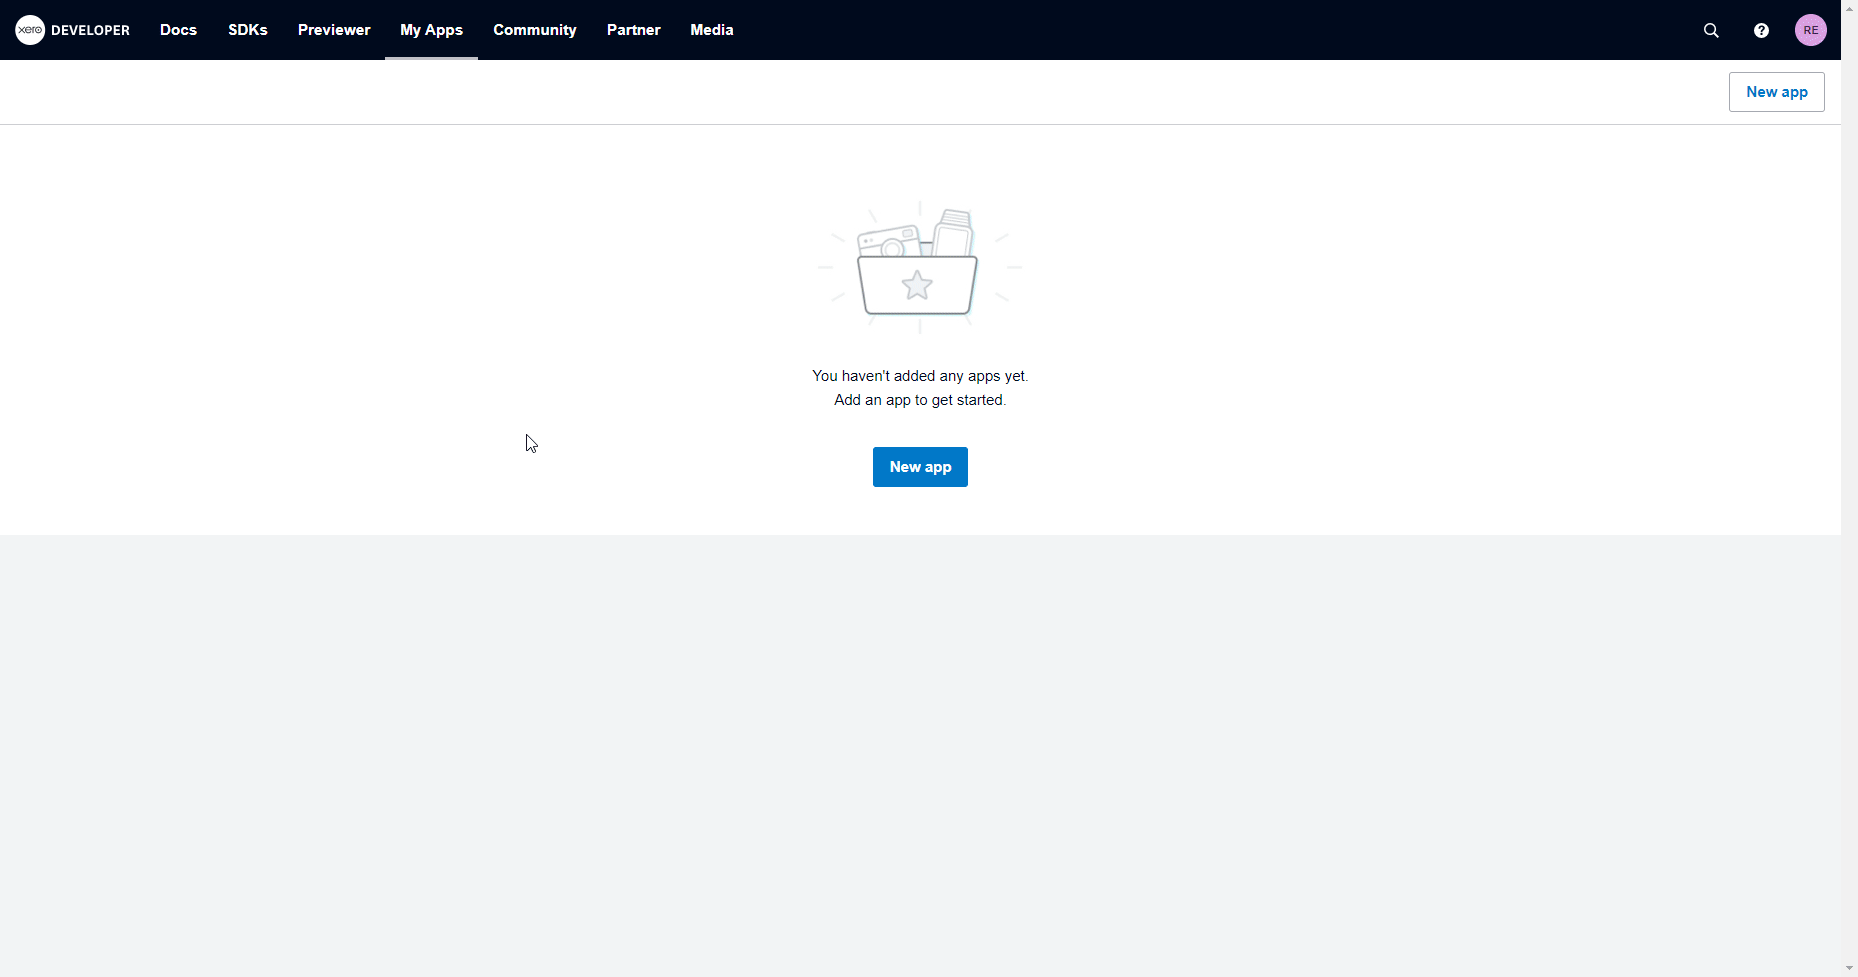 xero DEVELOPER Docs SDKs Previewer My Apps Community Partner Media ? RE
New app
You haven't added any apps yet.
Add an app to get started.
New app